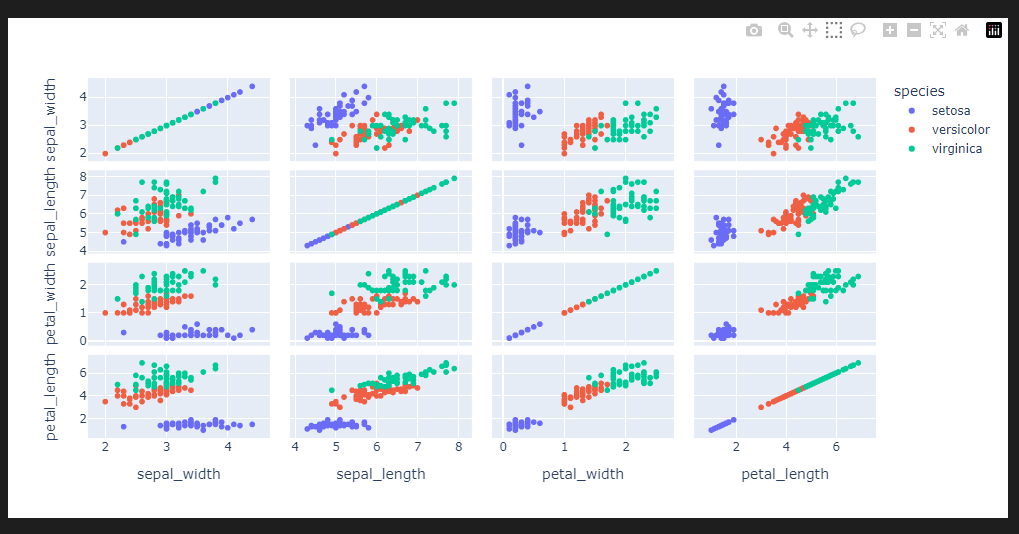 species
setosa
versicolor
virginica
sepal_width
4
3
2
sepal_length
8
7
6
5
4
petal_width
2
1
0
petal_length
6
4
2
2 3 4 4 5 6 7 8 0 1 2 2 4 6
sepal_width sepal_length petal_width petal_length